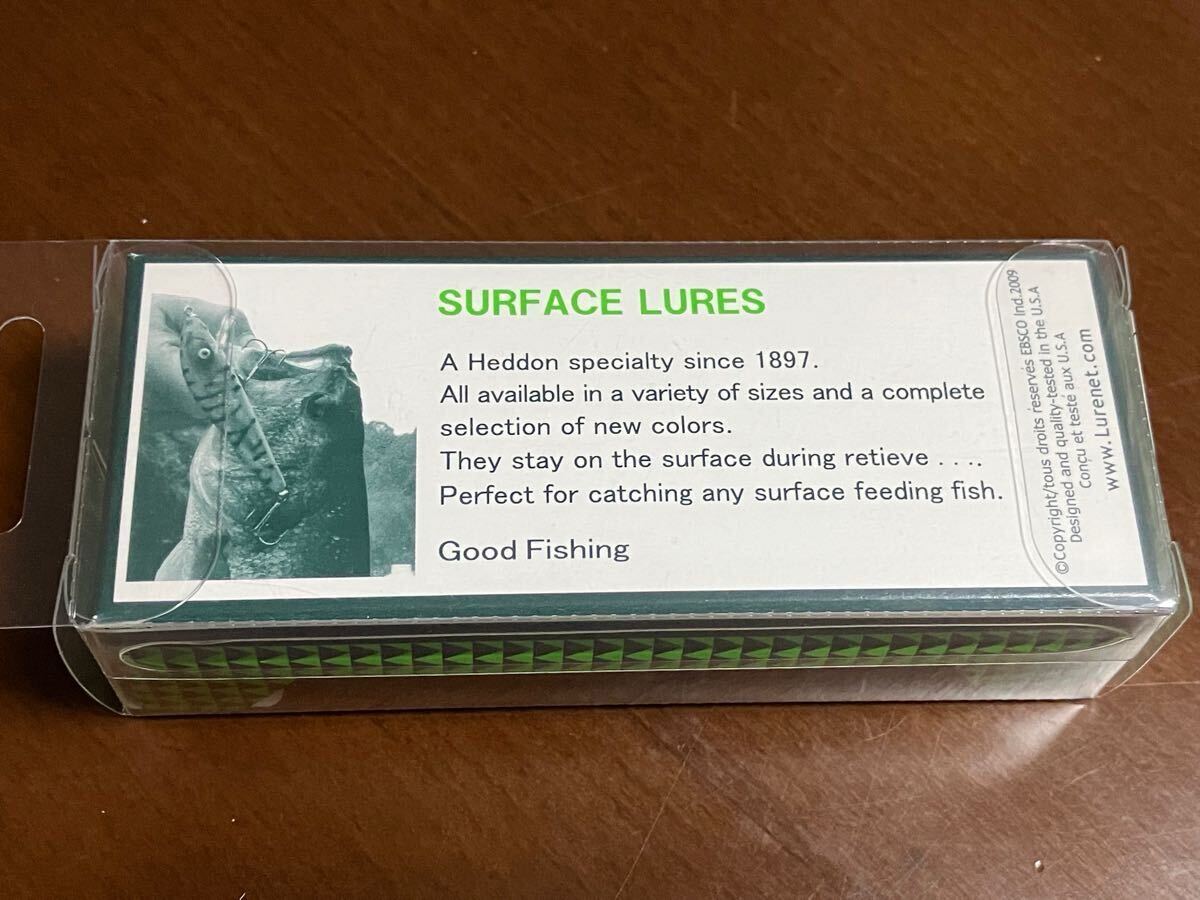 SURFACE LURES
A Heddon specialty since 1897.
All available in a variety of sizes and a complete
selection of new colors.
They stay on the surface during retieve . . ..
Perfect for catching any surface feeding fish.
Good Fishing
©Copyright/tous droits réservés EBSCO Ind.2009
Designed and quality-tested in the U.S.A
Concu et testé aux U.S.A
www.Lurenet.com